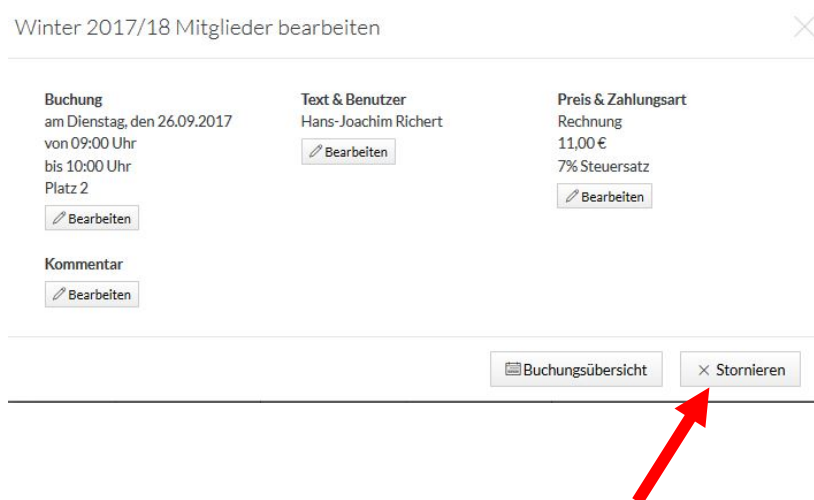 Winter 2017/18 Mitglieder bearbeiten
Buchung
am Dienstag, den 26.09.2017
von 09:00 Uhr
bis 10:00 Uhr
Platz 2
Bearbeiten
Text & Benutzer
Hans-Joachim Richert
Bearbeiten
Preis & Zahlungsart
Rechnung
11,00 €
7% Steuersatz
Bearbeiten
Kommentar
Bearbeiten
Buchungsübersicht
Stornieren